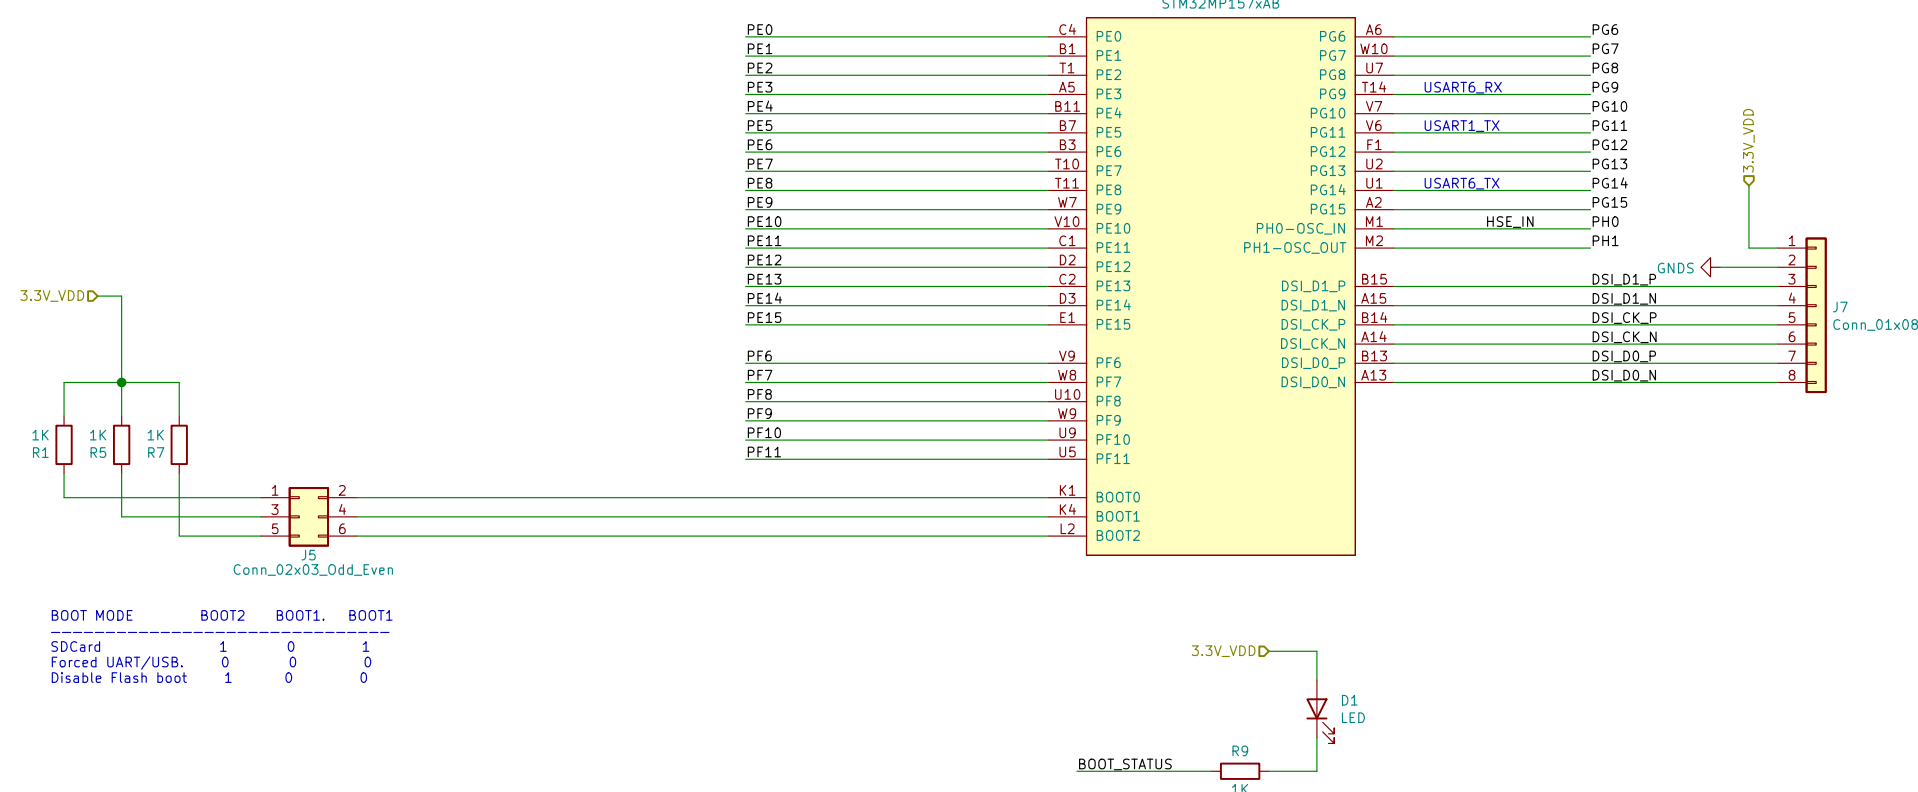 STM32MP157xAB
PE0 C4 PE0
PE1 B1 PE1
PE2 T1 PE2
PE3 A5 PE3
PE4 B11 PE4
PE5 B7 PE5
PE6 B3 PE6
PE7 T10 PE7
PE8 T11 PE8
PE9 W7 PE9
PE10 V10 PE10
PE11 C1 PE11
PE12 D2 PE12
PE13 C2 PE13
PE14 D3 PE14
PE15 E1 PE15
PF6 V9 PF6
PF7 W8 PF7
PF8 U10 PF8
PF9 W9 PF9
PF10 U9 PF10
PF11 U5 PF11
K1 BOOT0
K4 BOOT1
L2 BOOT2
PG6 A6 PG6
PG7 W10 PG7
PG8 U7 PG8
PG9 T14 USART6_RX PG9
PG10 V7 PG10
PG11 V6 USART1_TX PG11
PG12 F1 PG12
PG13 U2 PG13
PG14 U1 USART6_TX PG14
PG15 A2 PG15
PH0-OSC_IN M1 HSE_IN PH0
PH1-OSC_OUT M2 PH1
DSI_D1_P B15 DSI_D1_P
DSI_D1_N A15 DSI_D1_N
DSI_CK_P B14 DSI_CK_P
DSI_CK_N A14 DSI_CK_N
DSI_D0_P B13 DSI_D0_P
DSI_D0_N A13 DSI_D0_N
3.3V_VDD
GNDS
1
2
3
4
5
6
7
8
J7
Conn_01x08
3.3V_VDD
1K 1K 1K
R1 R5 R7
1 2
3 4
5 6
J5
Conn_02x03_Odd_Even
BOOT MODE BOOT2 BOOT1. BOOT1
-------------------------------
SDCard 1 0 1
Forced UART/USB. 0 0 0
Disable Flash boot 1 0 0
3.3V_VDD
D1
LED
R9
BOOT_STATUS
1K